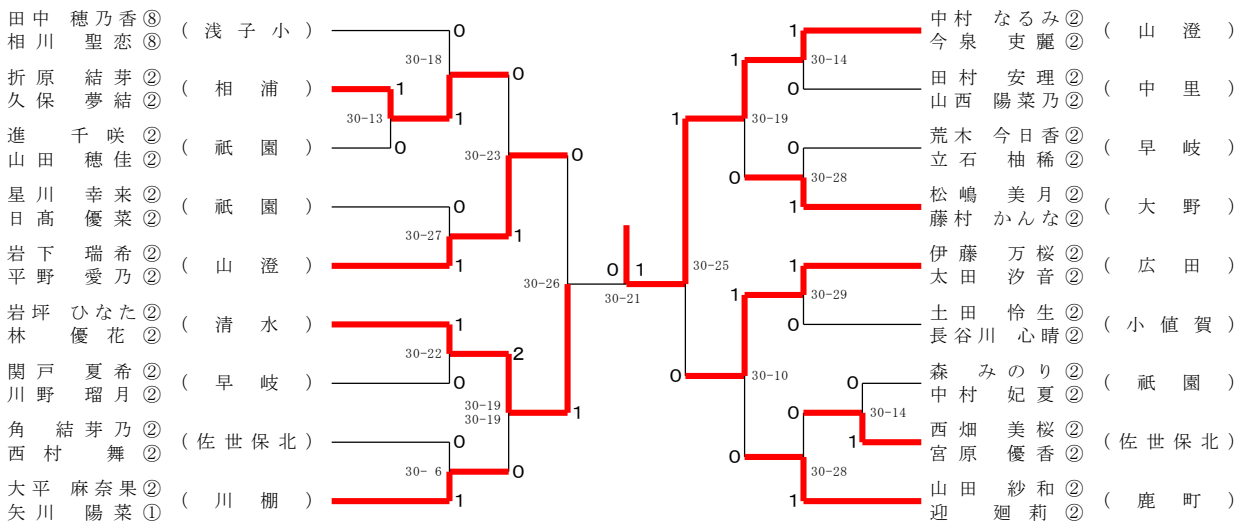 田中 穂乃香⑧
相川 聖恋⑧
( 浅子小 )
0
30-18
0
折原 結芽②
久保 夢結②
( 相浦 )
1
30-13
1
進 千咲②
山田 穂佳②
( 祇園 )
0
30-23
0
星川 幸来②
日髙 優菜②
( 祇園 )
0
30-27
1
岩下 瑞希②
平野 愛乃②
( 山澄 )
1
30-26
岩坪 ひなた②
林 優花②
( 清水 )
1
30-22
2
関戸 夏希②
川野 瑠月②
( 早岐 )
0
30-19
30-19
1
角 結芽乃②
西村 舞②
( 佐世保北 )
0
30- 6
0
大平 麻奈果②
矢川 陽菜①
( 川棚 )
1
0
1
30-21
中村 なるみ②
今泉 吏麗②
( 山澄 )
1
30-14
1
田村 安理②
山西 陽菜乃②
( 中里 )
0
1
30-19
荒木 今日香②
立石 柚稀②
( 早岐 )
0
30-28
0
松嶋 美月②
藤村 かんな②
( 大野 )
1
30-25
伊藤 万桜②
太田 汐音②
( 広田 )
1
30-29
1
土田 怜生②
長谷川 心晴②
( 小値賀 )
0
0
30-10
森 みのり②
中村 妃夏②
( 祇園 )
0
30-14
0
西畑 美桜②
宮原 優香②
( 佐世保北 )
1
0
30-28
山田 紗和②
迎 廻莉②
( 鹿町 )
1